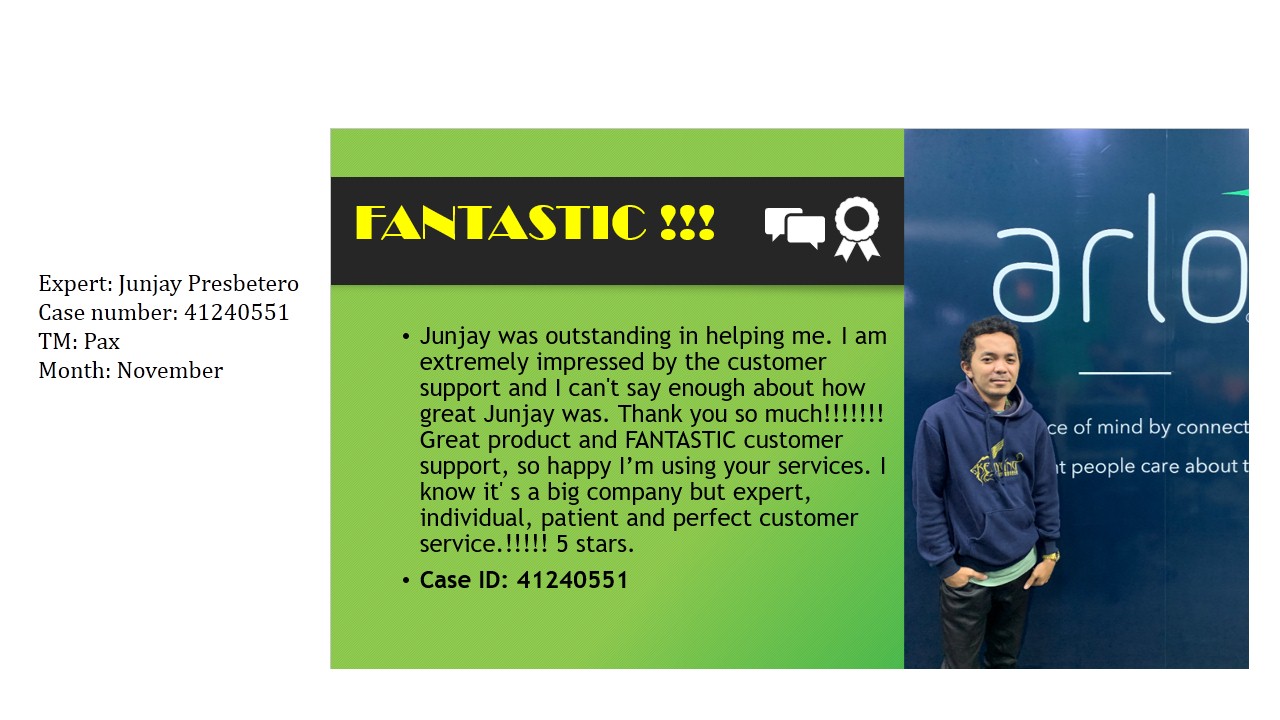 Expert: Junjay Presbetero
Case number: 41240551
TM: Pax
Month: November
FANTASTIC !!!
• Junjay was outstanding in helping me. I am
extremely impressed by the customer
support and I can't say enough about how
great Junjay was. Thank you so much!!!!!!!
Great product and FANTASTIC customer
support, so happy I’m using your services. I
know it' s a big company but expert,
individual, patient and perfect customer
service.!!!!! 5 stars.
• Case ID: 41240551
arlo
ce of mind by connect
t people care about t